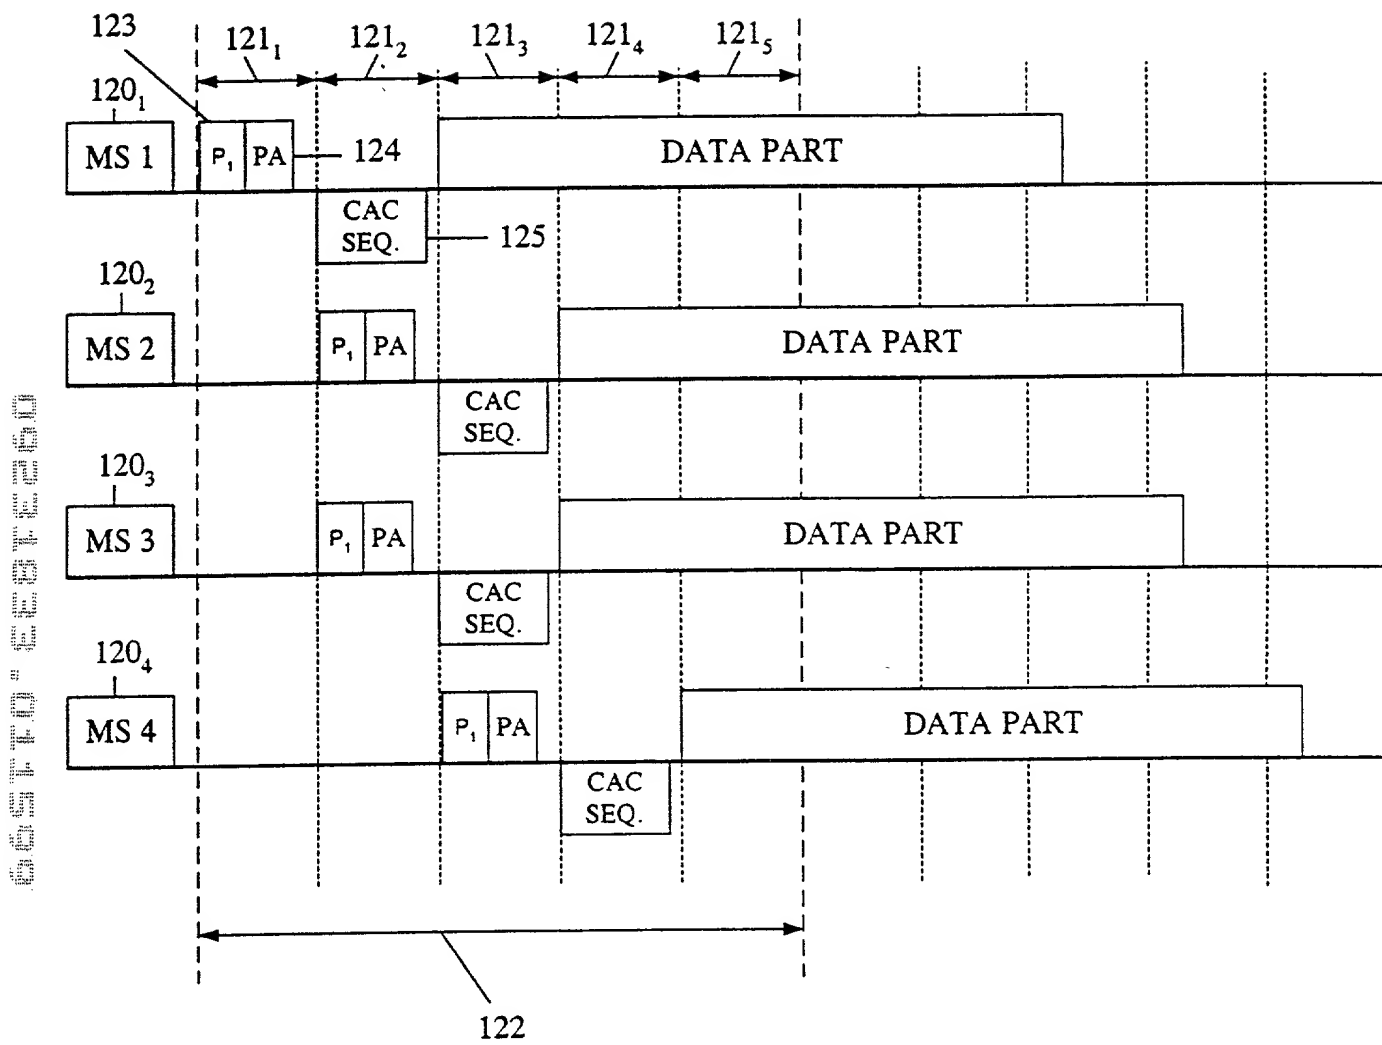 123
121₁
121₂
121₃
121₄
121₅
120₁
MS 1
P₁
PA
124
DATA PART
CAC
SEQ.
125
120₂
MS 2
P₁
PA
DATA PART
CAC
SEQ.
120₃
MS 3
P₁
PA
DATA PART
CAC
SEQ.
120₄
MS 4
P₁
PA
DATA PART
CAC
SEQ.
122